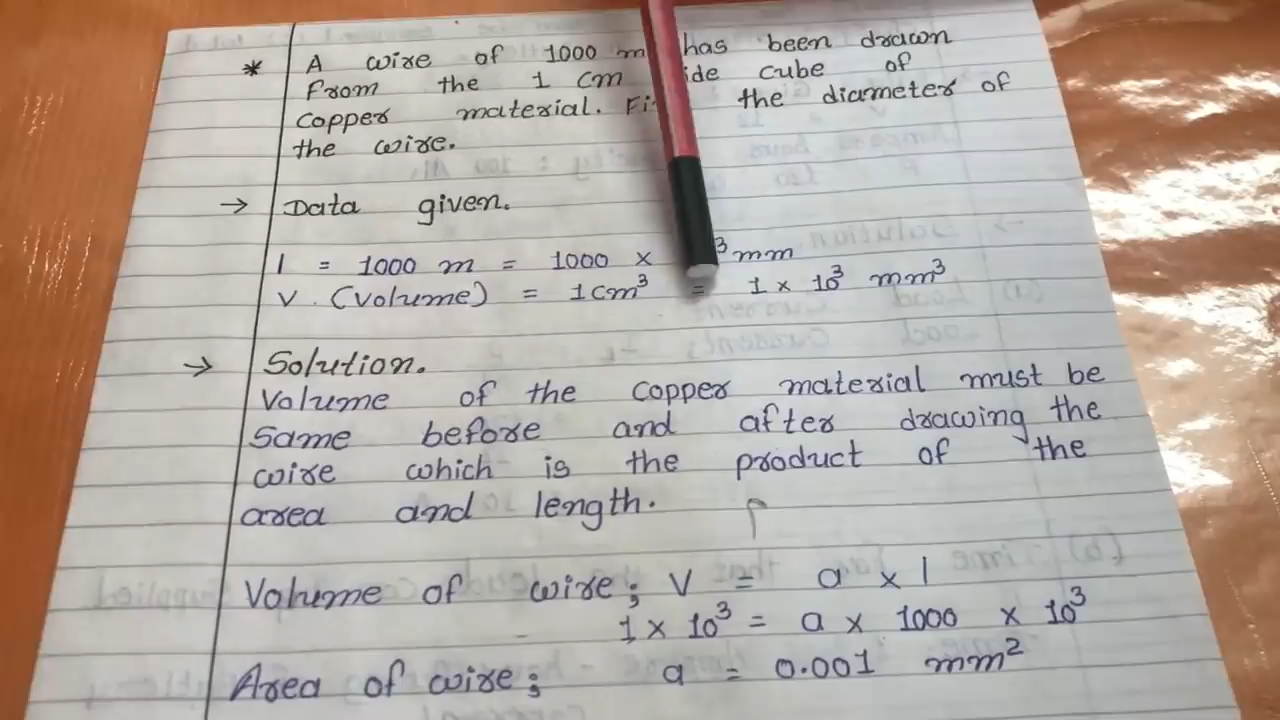 * A wire of 1000 m has been drawn
from the 1 cm ide cube of
copper material. Fi the diameter of
the wire.
→ Data given.
l = 1000 m = 1000 × ³ mm
V. (Volume) = 1 cm³ = 1 × 10³ mm³
→ Solution.
Volume of the copper material must be
same before and after drawing the
wire which is the product of the
area and length.
Volume of wire; V = a × l
1 × 10³ = a × 1000 × 10³
Area of wire; a = 0.001 mm²